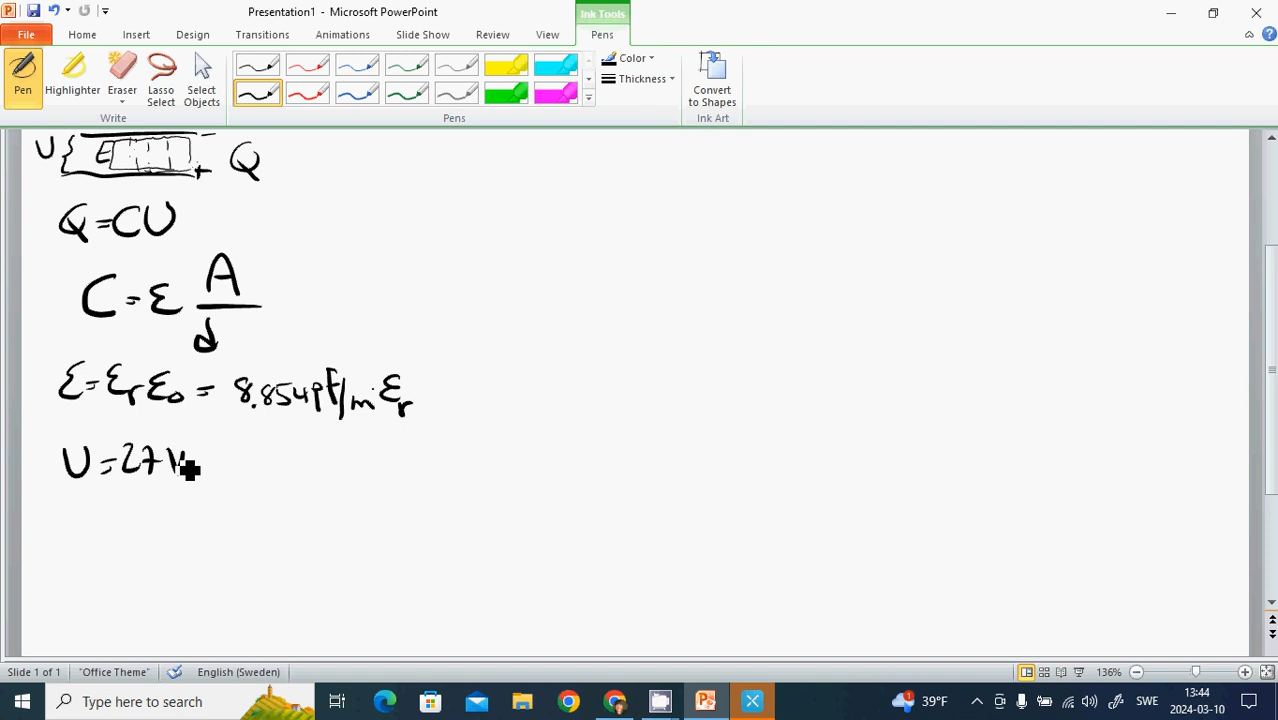 Presentation1 - Microsoft PowerPoint
Ink Tools
File Home Insert Design Transitions Animations Slide Show Review View Pens
Pen Highlighter Eraser Lasso Select Select Objects
Color
Thickness
Convert to Shapes
Write Pens Ink Art
U { E - + Q
Q=CU
C=ε A/d
ε=εrε0 = 8.854pF/m εr
U=27V
Slide 1 of 1 "Office Theme" English (Sweden) 136%
Type here to search 1 39°F SWE 13:44
2024-03-10